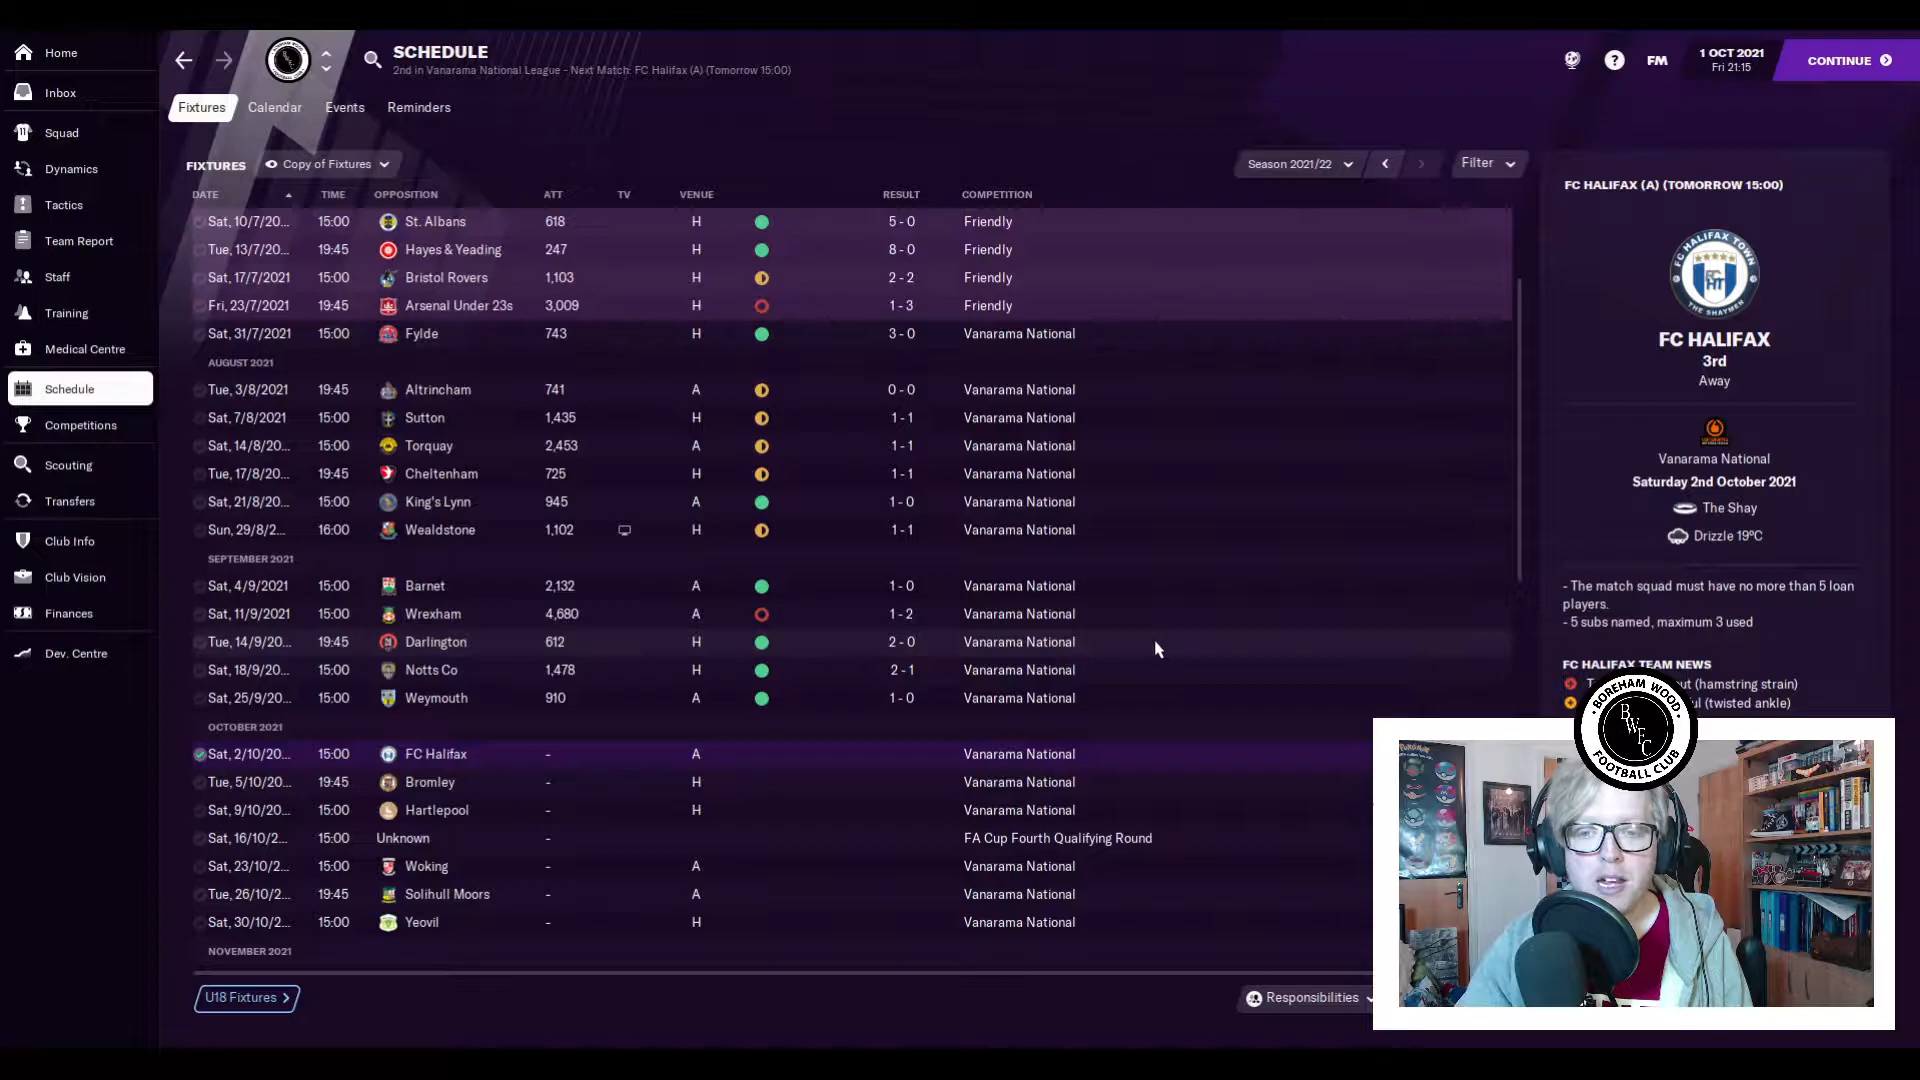 Home
Inbox
Squad
Dynamics
Tactics
Team Report
Staff
Training
Medical Centre
Schedule
Competitions
Scouting
Transfers
Club Info
Club Vision
Finances
Dev. Centre
SCHEDULE
2nd in Vanarama National League - Next Match: FC Halifax (A) (Tomorrow 15:00)
FM
1 OCT 2021
Fri 21:15
CONTINUE
Fixtures Calendar Events Reminders
FIXTURES Copy of Fixtures Season 2021/22 Filter
DATE TIME OPPOSITION ATT TV VENUE RESULT COMPETITION
Sat, 10/7/20... 15:00 St. Albans 618 H 5 - 0 Friendly
Tue, 13/7/20... 19:45 Hayes & Yeading 247 H 8 - 0 Friendly
Sat, 17/7/2021 15:00 Bristol Rovers 1,103 H 2 - 2 Friendly
Fri, 23/7/2021 19:45 Arsenal Under 23s 3,009 H 1 - 3 Friendly
Sat, 31/7/2021 15:00 Fylde 743 H 3 - 0 Vanarama National
AUGUST 2021
Tue, 3/8/2021 19:45 Altrincham 741 A 0 - 0 Vanarama National
Sat, 7/8/2021 15:00 Sutton 1,435 H 1 - 1 Vanarama National
Sat, 14/8/20... 15:00 Torquay 2,453 A 1 - 1 Vanarama National
Tue, 17/8/20... 19:45 Cheltenham 725 H 1 - 1 Vanarama National
Sat, 21/8/20... 15:00 King's Lynn 945 A 1 - 0 Vanarama National
Sun, 29/8/2... 16:00 Wealdstone 1,102 H 1 - 1 Vanarama National
SEPTEMBER 2021
Sat, 4/9/2021 15:00 Barnet 2,132 A 1 - 0 Vanarama National
Sat, 11/9/2021 15:00 Wrexham 4,680 A 1 - 2 Vanarama National
Tue, 14/9/20... 19:45 Darlington 612 H 2 - 0 Vanarama National
Sat, 18/9/20... 15:00 Notts Co 1,478 H 2 - 1 Vanarama National
Sat, 25/9/20... 15:00 Weymouth 910 A 1 - 0 Vanarama National
OCTOBER 2021
Sat, 2/10/20... 15:00 FC Halifax - A Vanarama National
Tue, 5/10/20... 19:45 Bromley - H Vanarama National
Sat, 9/10/20... 15:00 Hartlepool - H Vanarama National
Sat, 16/10/2... 15:00 Unknown - FA Cup Fourth Qualifying Round
Sat, 23/10/2... 15:00 Woking - A Vanarama National
Tue, 26/10/2... 19:45 Solihull Moors - A Vanarama National
Sat, 30/10/2... 15:00 Yeovil - H Vanarama National
NOVEMBER 2021
U18 Fixtures
Responsibilities
FC HALIFAX (A) (TOMORROW 15:00)
FC HALIFAX TOWN
THE SHAYMEN
FC HALIFAX
3rd
Away
Vanarama National
Saturday 2nd October 2021
The Shay
Drizzle 19ºC
- The match squad must have no more than 5 loan
players.
- 5 subs named, maximum 3 used
FC HALIFAX TEAM NEWS
(hamstring strain)
(twisted ankle)
BOREHAM WOOD
BWFC
FOOTBALL CLUB